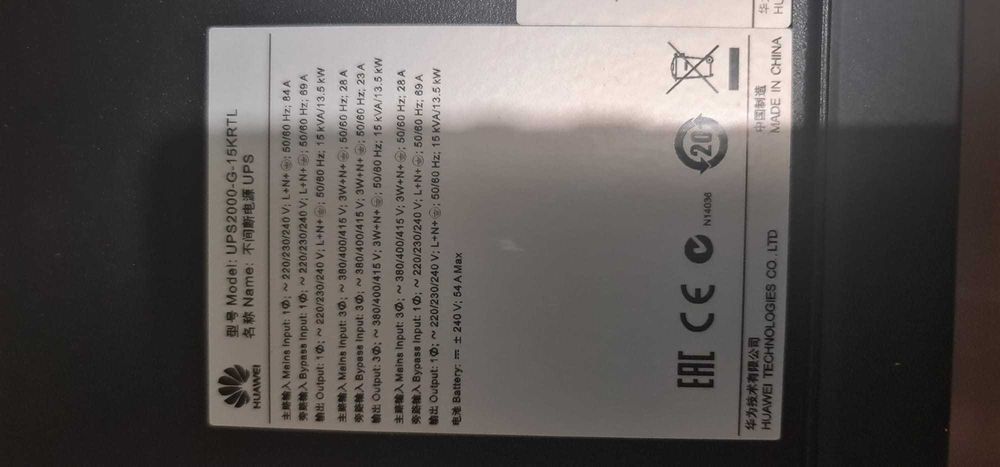 HUAWEI
型号 Model: UPS2000-G-15KRTL
名称 Name: 不间断电源 UPS
主路输入 Mains Input: 1Φ; ~ 220/230/240 V; L+N+⏚; 50/60 Hz; 84 A
旁路输入 Bypass Input: 1Φ; ~ 220/230/240 V; L+N+⏚; 50/60 Hz; 69 A
输出 Output: 1Φ; ~ 220/230/240 V; L+N+⏚; 50/60 Hz; 15 kVA/13.5 kW
主路输入 Mains Input: 3Φ; ~ 380/400/415 V; 3W+N+⏚; 50/60 Hz; 28 A
旁路输入 Bypass Input: 3Φ; ~ 380/400/415 V; 3W+N+⏚; 50/60 Hz; 23 A
输出 Output: 3Φ; ~ 380/400/415 V; 3W+N+⏚; 50/60 Hz; 15 kVA/13.5 kW
主路输入 Mains Input: 3Φ; ~ 380/400/415 V; 3W+N+⏚; 50/60 Hz; 28 A
旁路输入 Bypass Input: 1Φ; ~ 220/230/240 V; L+N+⏚; 50/60 Hz; 69 A
输出 Output: 1Φ; ~ 220/230/240 V; L+N+⏚; 50/60 Hz; 15 kVA/13.5 kW
电池 Battery: ⎓ ± 240 V; 54 A Max
EAC CE N14036 20
华为技术有限公司 中国制造
HUAWEI TECHNOLOGIES CO., LTD MADE IN CHINA
华为
HU